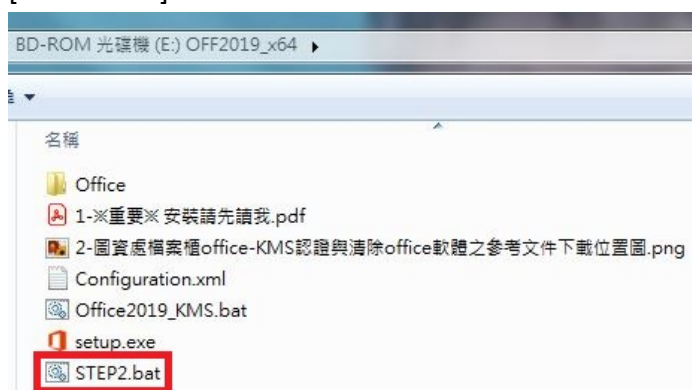 BD-ROM 光碟機 (E:) OFF2019_x64
名稱
Office
1-※重要※ 安裝請先讀我.pdf
2-圖資處檔案櫃office-KMS認證與清除office軟體之參考文件下載位置圖.png
Configuration.xml
Office2019_KMS.bat
setup.exe
STEP2.bat